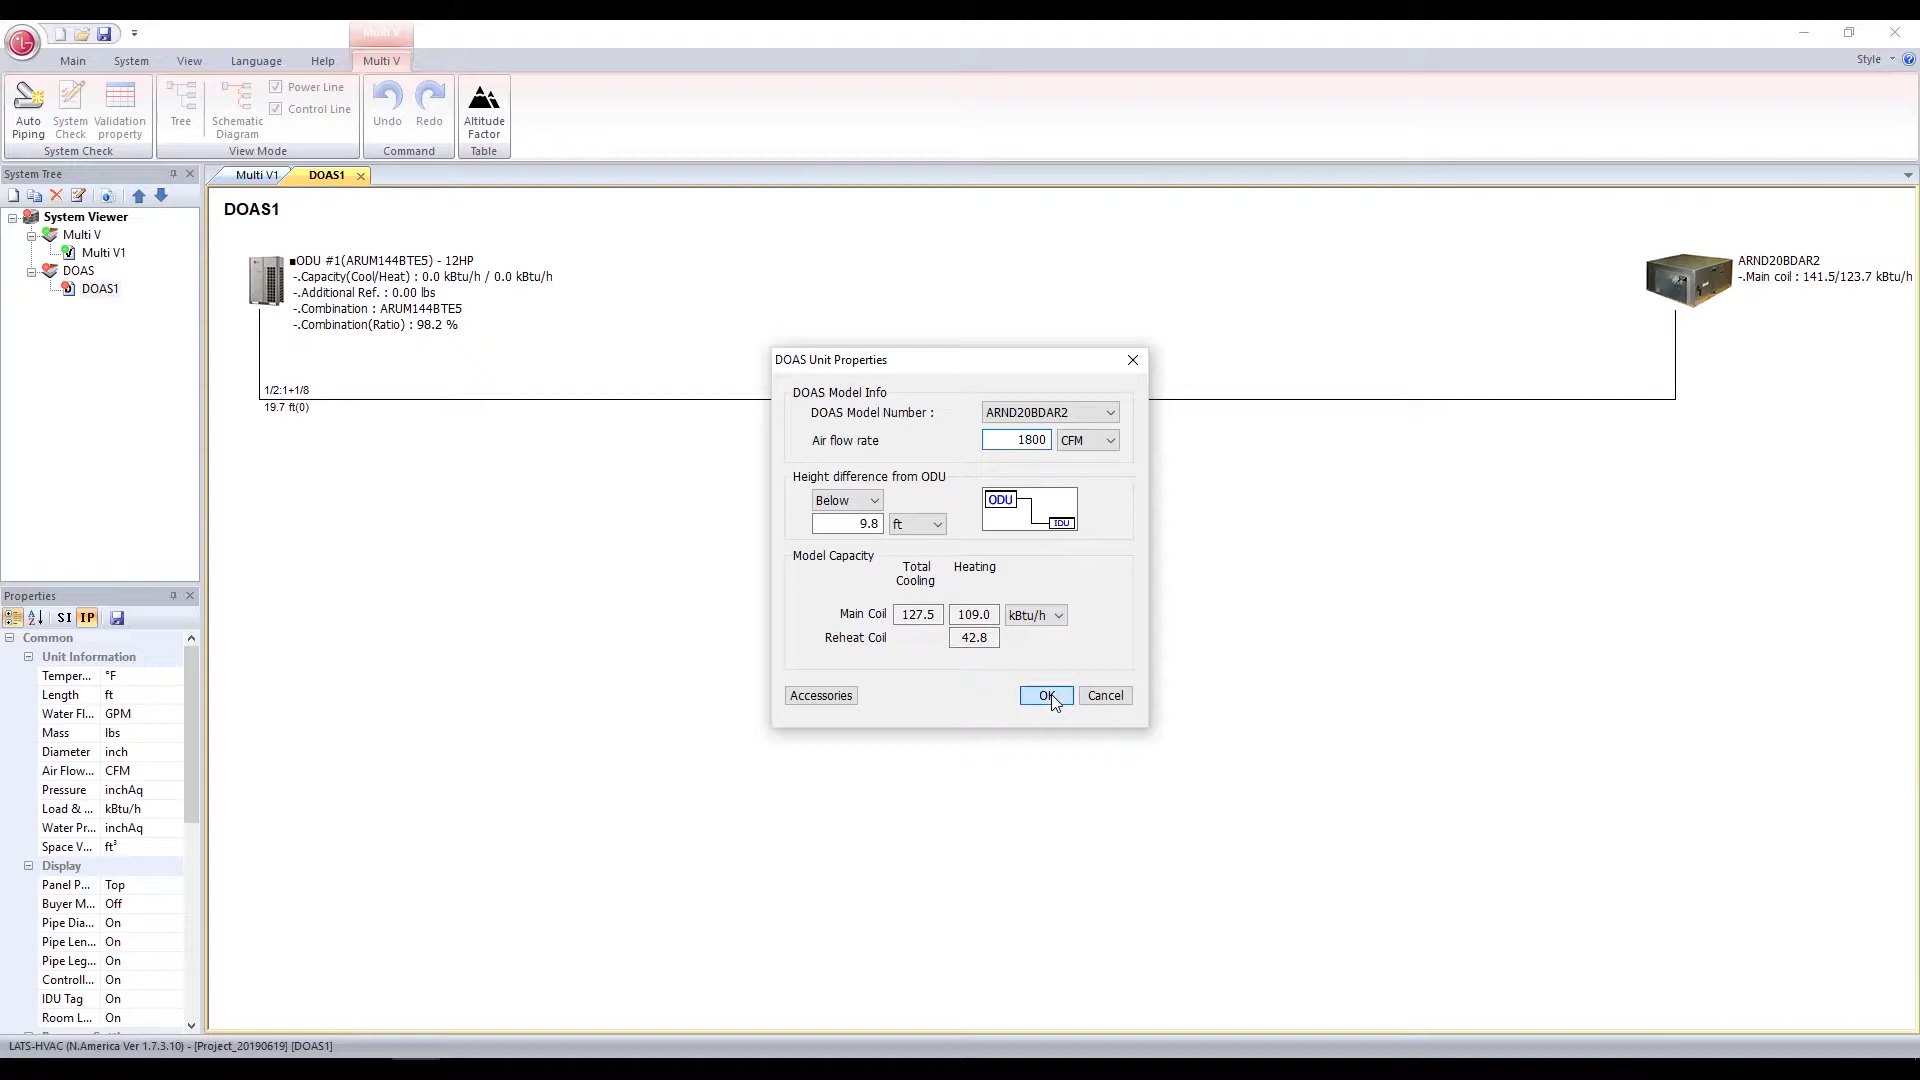 Multi V
Main System View Language Help Multi V Style
Auto Piping
System Check
Validation property
System Check
Tree
Schematic Diagram
Power Line
Control Line
View Mode
Undo Redo
Command
Altitude Factor
Table
System Tree
Multi V1 DOAS1
System Viewer
Multi V
Multi V1
DOAS
DOAS1
DOAS1
■ODU #1(ARUM144BTE5) - 12HP
-.Capacity(Cool/Heat) : 0.0 kBtu/h / 0.0 kBtu/h
-.Additional Ref. : 0.00 lbs
-.Combination : ARUM144BTE5
-.Combination(Ratio) : 98.2 %
ARND20BDAR2
-.Main coil : 141.5/123.7 kBtu/h
1/2:1+1/8
19.7 ft(0)
DOAS Unit Properties
DOAS Model Info
DOAS Model Number : ARND20BDAR2
Air flow rate 1800 CFM
Height difference from ODU
Below
9.8 ft
ODU
IDU
Model Capacity
Total Cooling
Heating
Main Coil 127.5 109.0 kBtu/h
Reheat Coil 42.8
Accessories OK Cancel
Properties
SI IP
Common
Unit Information
Temper... °F
Length ft
Water Fl... GPM
Mass lbs
Diameter inch
Air Flow... CFM
Pressure inchAq
Load & ... kBtu/h
Water Pr... inchAq
Space V... ft³
Display
Panel P... Top
Buyer M... Off
Pipe Dia... On
Pipe Len... On
Pipe Leg... On
Controll... On
IDU Tag On
Room L... On
LATS-HVAC (N.America Ver 1.7.3.10) - [Project_20190619] [DOAS1]